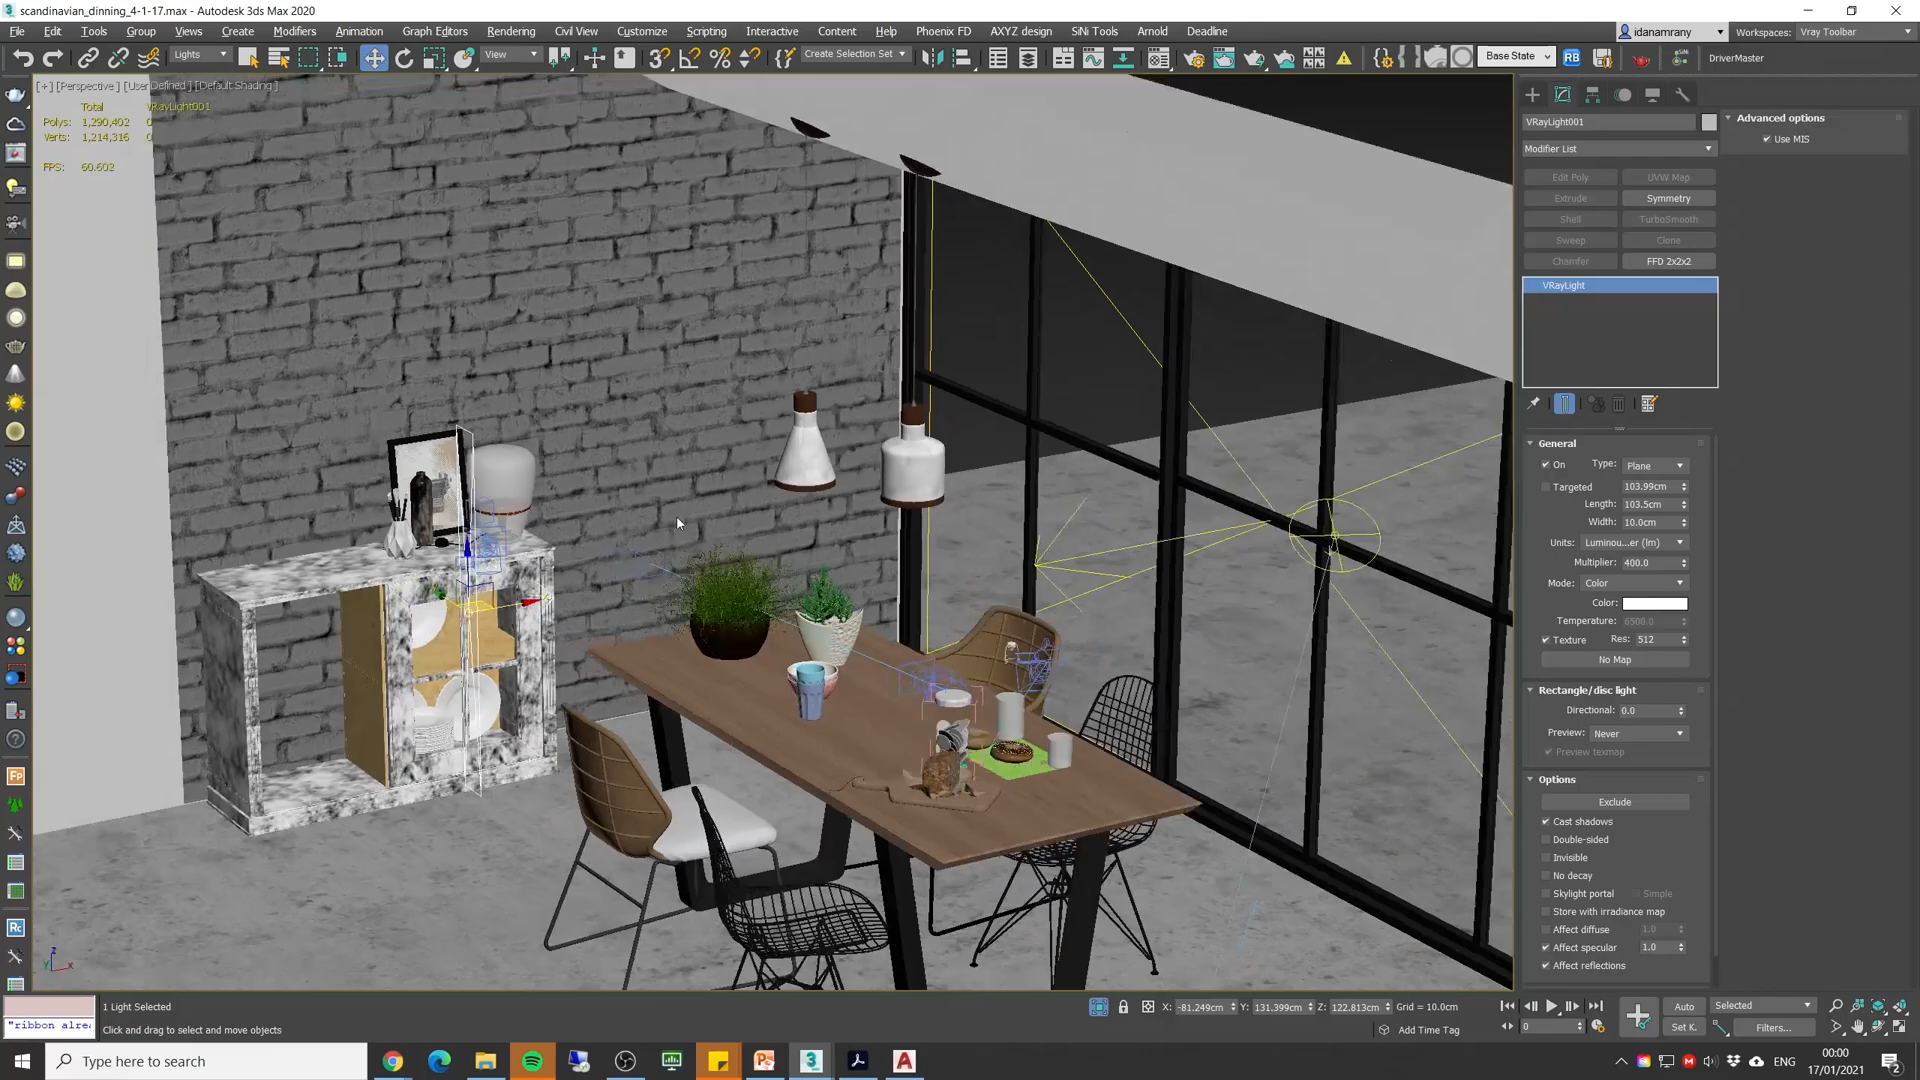 scandinavian_dinning_4-1-17.max - Autodesk 3ds Max 2020
File Edit Tools Group Views Create Modifiers Animation Graph Editors Rendering Civil View Customize Scripting Interactive Content Help Phoenix FD AXYZ design SiNi Tools Arnold Deadline
idanamrany
Workspaces: Vray Toolbar
Lights
View
Create Selection Set
Base State
RB
DriverMaster
[+] [Perspective] [User Defined] [Default Shading]
Total VRayLight001
Polys: 1,290,402 0
Verts: 1,214,316 0
FPS: 60.602
VRayLight001
Modifier List
Edit Poly UVW Map
Extrude Symmetry
Shell TurboSmooth
Sweep Clone
Chamfer FFD 2x2x2
VRayLight
General
On Type: Plane
Targeted 103.99cm
Length: 103.5cm
Width: 10.0cm
Units: Luminou...er (lm)
Multiplier: 400.0
Mode: Color
Color:
Temperature: 6500.0
Texture Res: 512
No Map
Rectangle/disc light
Directional: 0.0
Preview: Never
Preview texmap
Options
Exclude
Cast shadows
Double-sided
Invisible
No decay
Skylight portal Simple
Store with irradiance map
Affect diffuse 1.0
Affect specular 1.0
Affect reflections
Advanced options
Use MIS
Fp
Rc
z
y x
"ribbon alrea
1 Light Selected
Click and drag to select and move objects
X: -81.249cm Y: 131.399cm Z: 122.813cm Grid = 10.0cm
Add Time Tag
0
Auto Selected
Set K. Filters...
Type here to search
ENG
00:00
17/01/2021
2